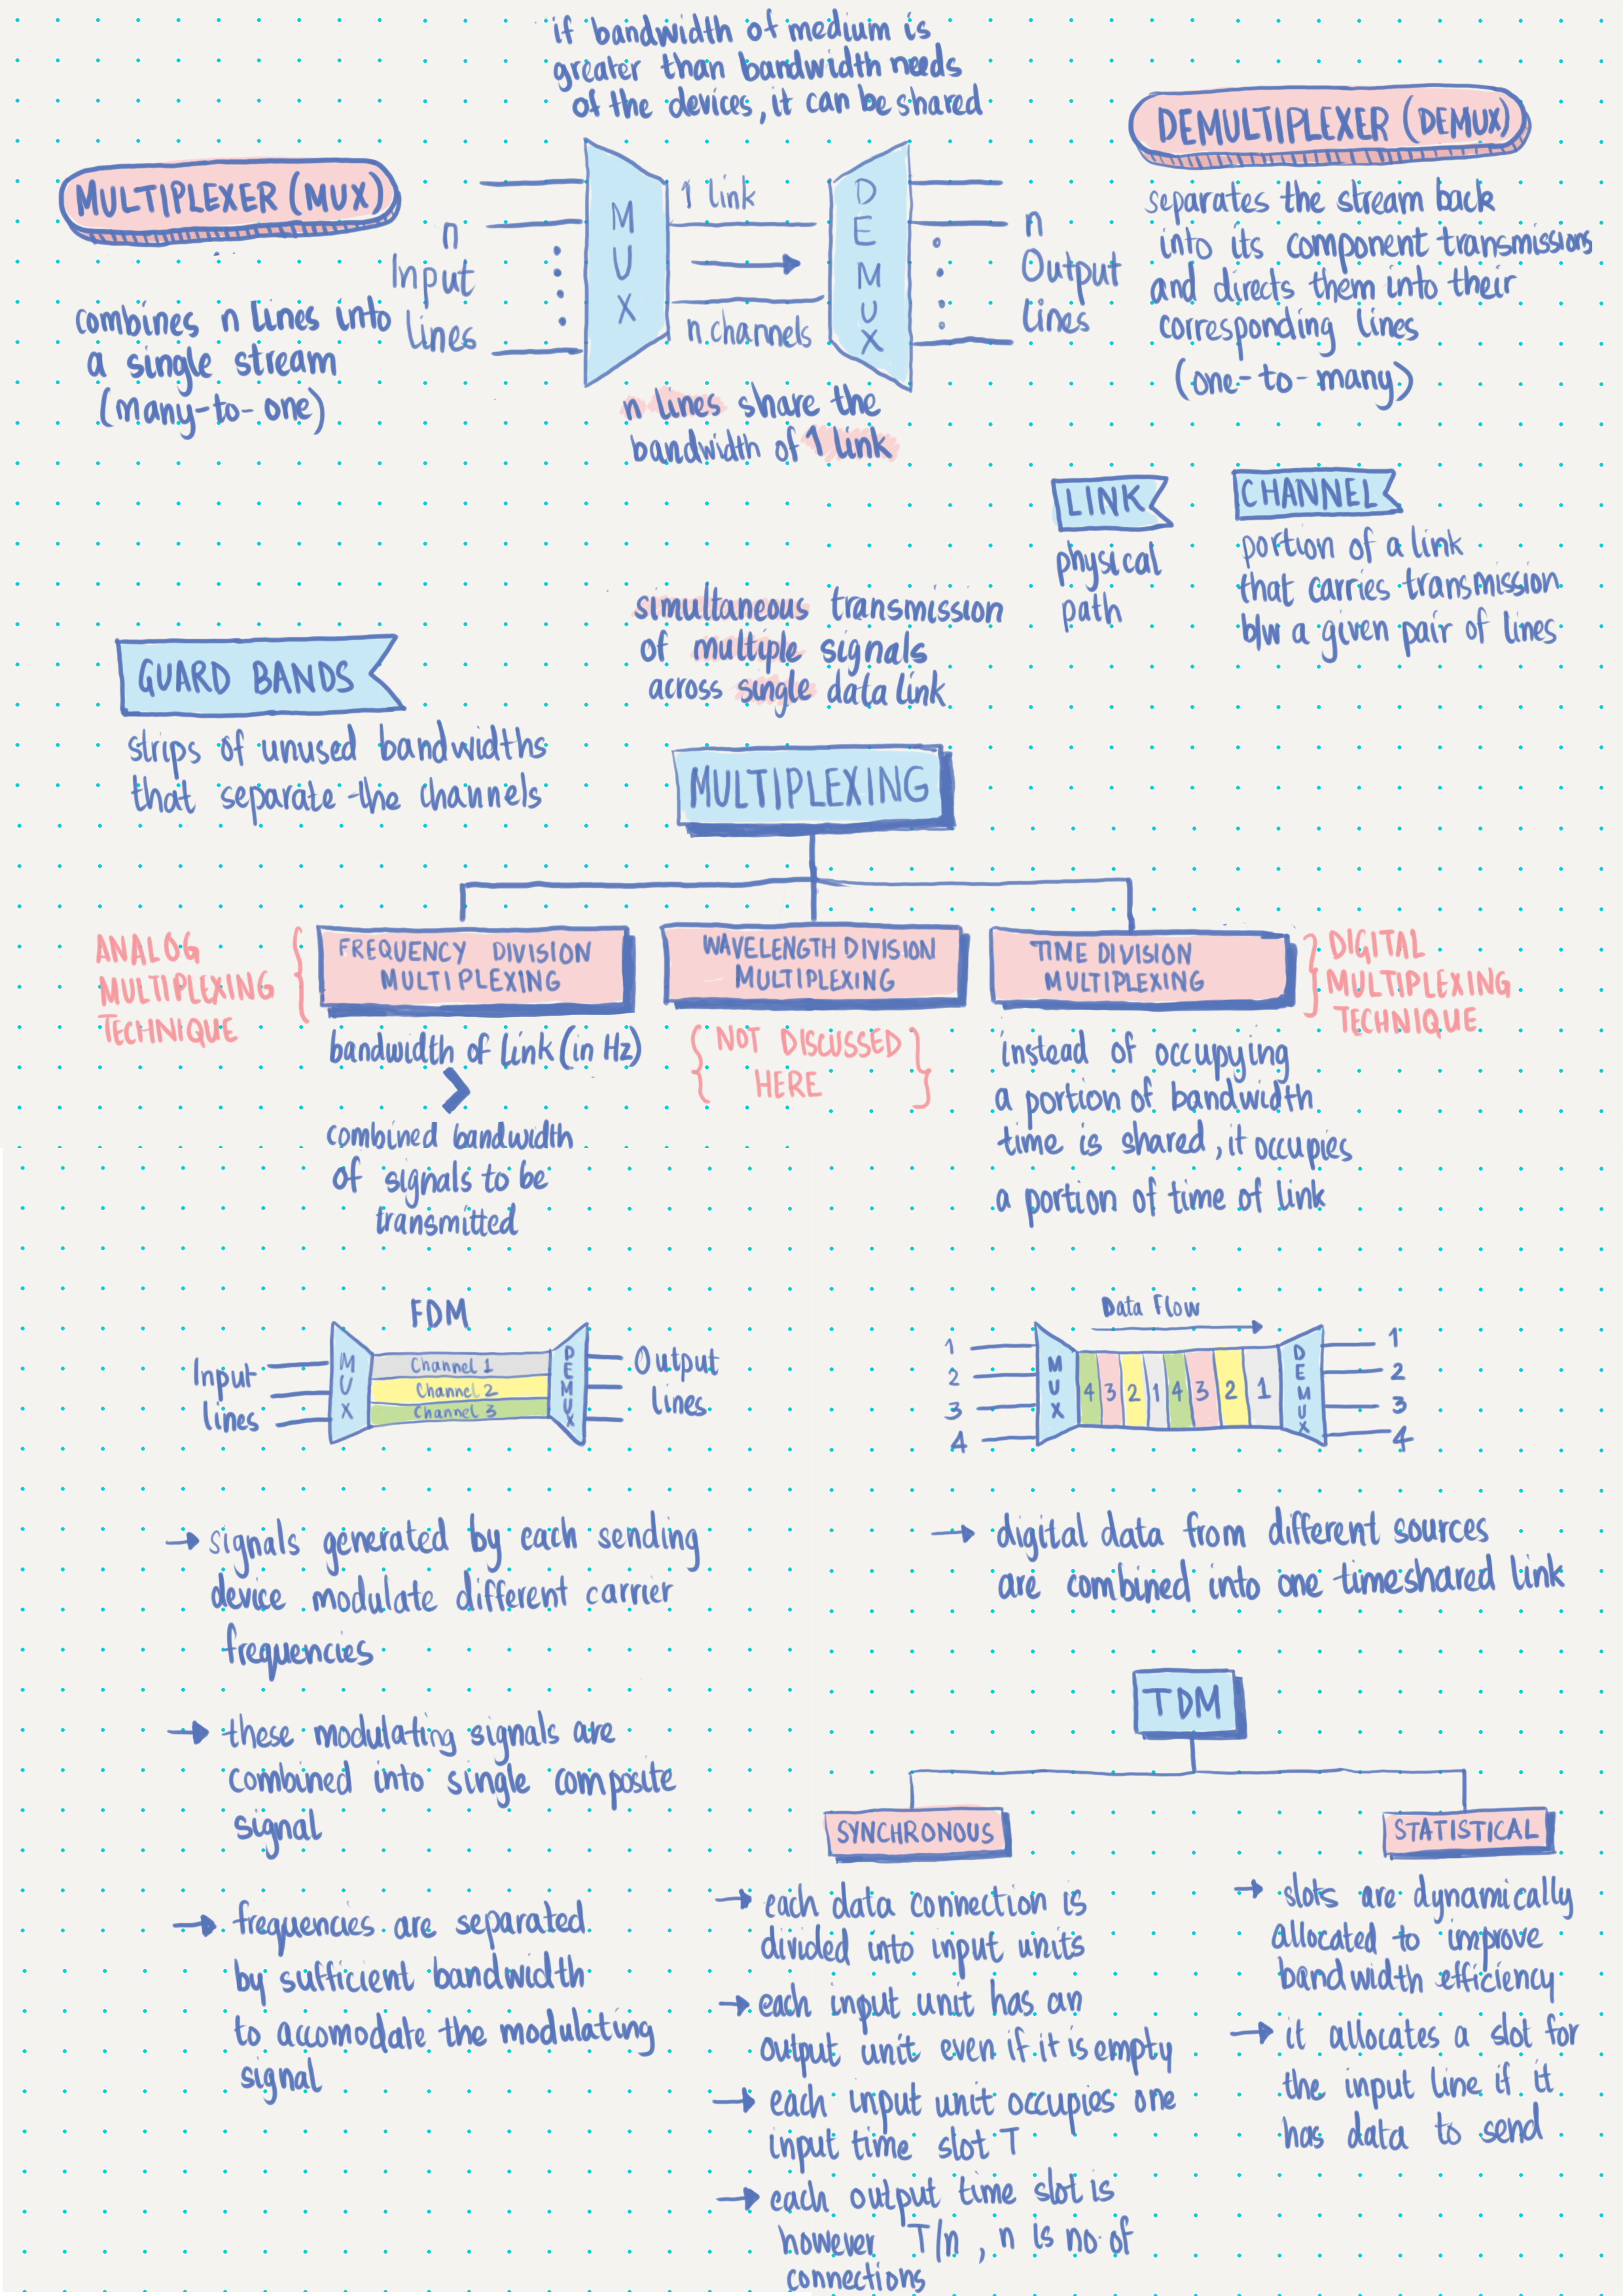 if bandwidth of medium is
greater than bandwidth needs
of the devices, it can be shared
MULTIPLEXER (MUX)
combines n lines into
a single stream
(many-to-one)
n
Input
lines
MUX
1 link
n channels
DEMUX
n
Output
lines
n lines share the
bandwidth of 1 link
DEMULTIPLEXER (DEMUX)
separates the stream back
into its component transmissions
and directs them into their
corresponding lines
(one-to-many)
LINK
physical
path
CHANNEL
portion of a link
that carries transmission
b/w a given pair of lines
GUARD BANDS
strips of unused bandwidths
that separate the channels
simultaneous transmission
of multiple signals
across single data link
MULTIPLEXING
ANALOG
MULTIPLEXING
TECHNIQUE
FREQUENCY DIVISION
MULTIPLEXING
bandwidth of link (in Hz)
>
combined bandwidth
of signals to be
transmitted
WAVELENGTH DIVISION
MULTIPLEXING
{ NOT DISCUSSED
HERE }
TIME DIVISION
MULTIPLEXING
DIGITAL
MULTIPLEXING
TECHNIQUE
instead of occupying
a portion of bandwidth
time is shared, it occupies
a portion of time of link
FDM
Input
lines
MUX
Channel 1
Channel 2
Channel 3
DEMUX
Output
lines
→ signals generated by each sending
device modulate different carrier
frequencies
→ these modulating signals are
combined into single composite
signal
→ frequencies are separated
by sufficient bandwidth
to accomodate the modulating
signal
Data Flow
1
2
3
4
MUX
4 3 2 1 4 3 2 1
DEMUX
1
2
3
4
→ digital data from different sources
are combined into one timeshared link
TDM
SYNCHRONOUS
→ each data connection is
divided into input units
→ each input unit has an
output unit even if it is empty
→ each input unit occupies one
input time slot T
→ each output time slot is
however T/n, n is no. of
connections
STATISTICAL
→ slots are dynamically
allocated to improve
bandwidth efficiency
→ it allocates a slot for
the input line if it
has data to send